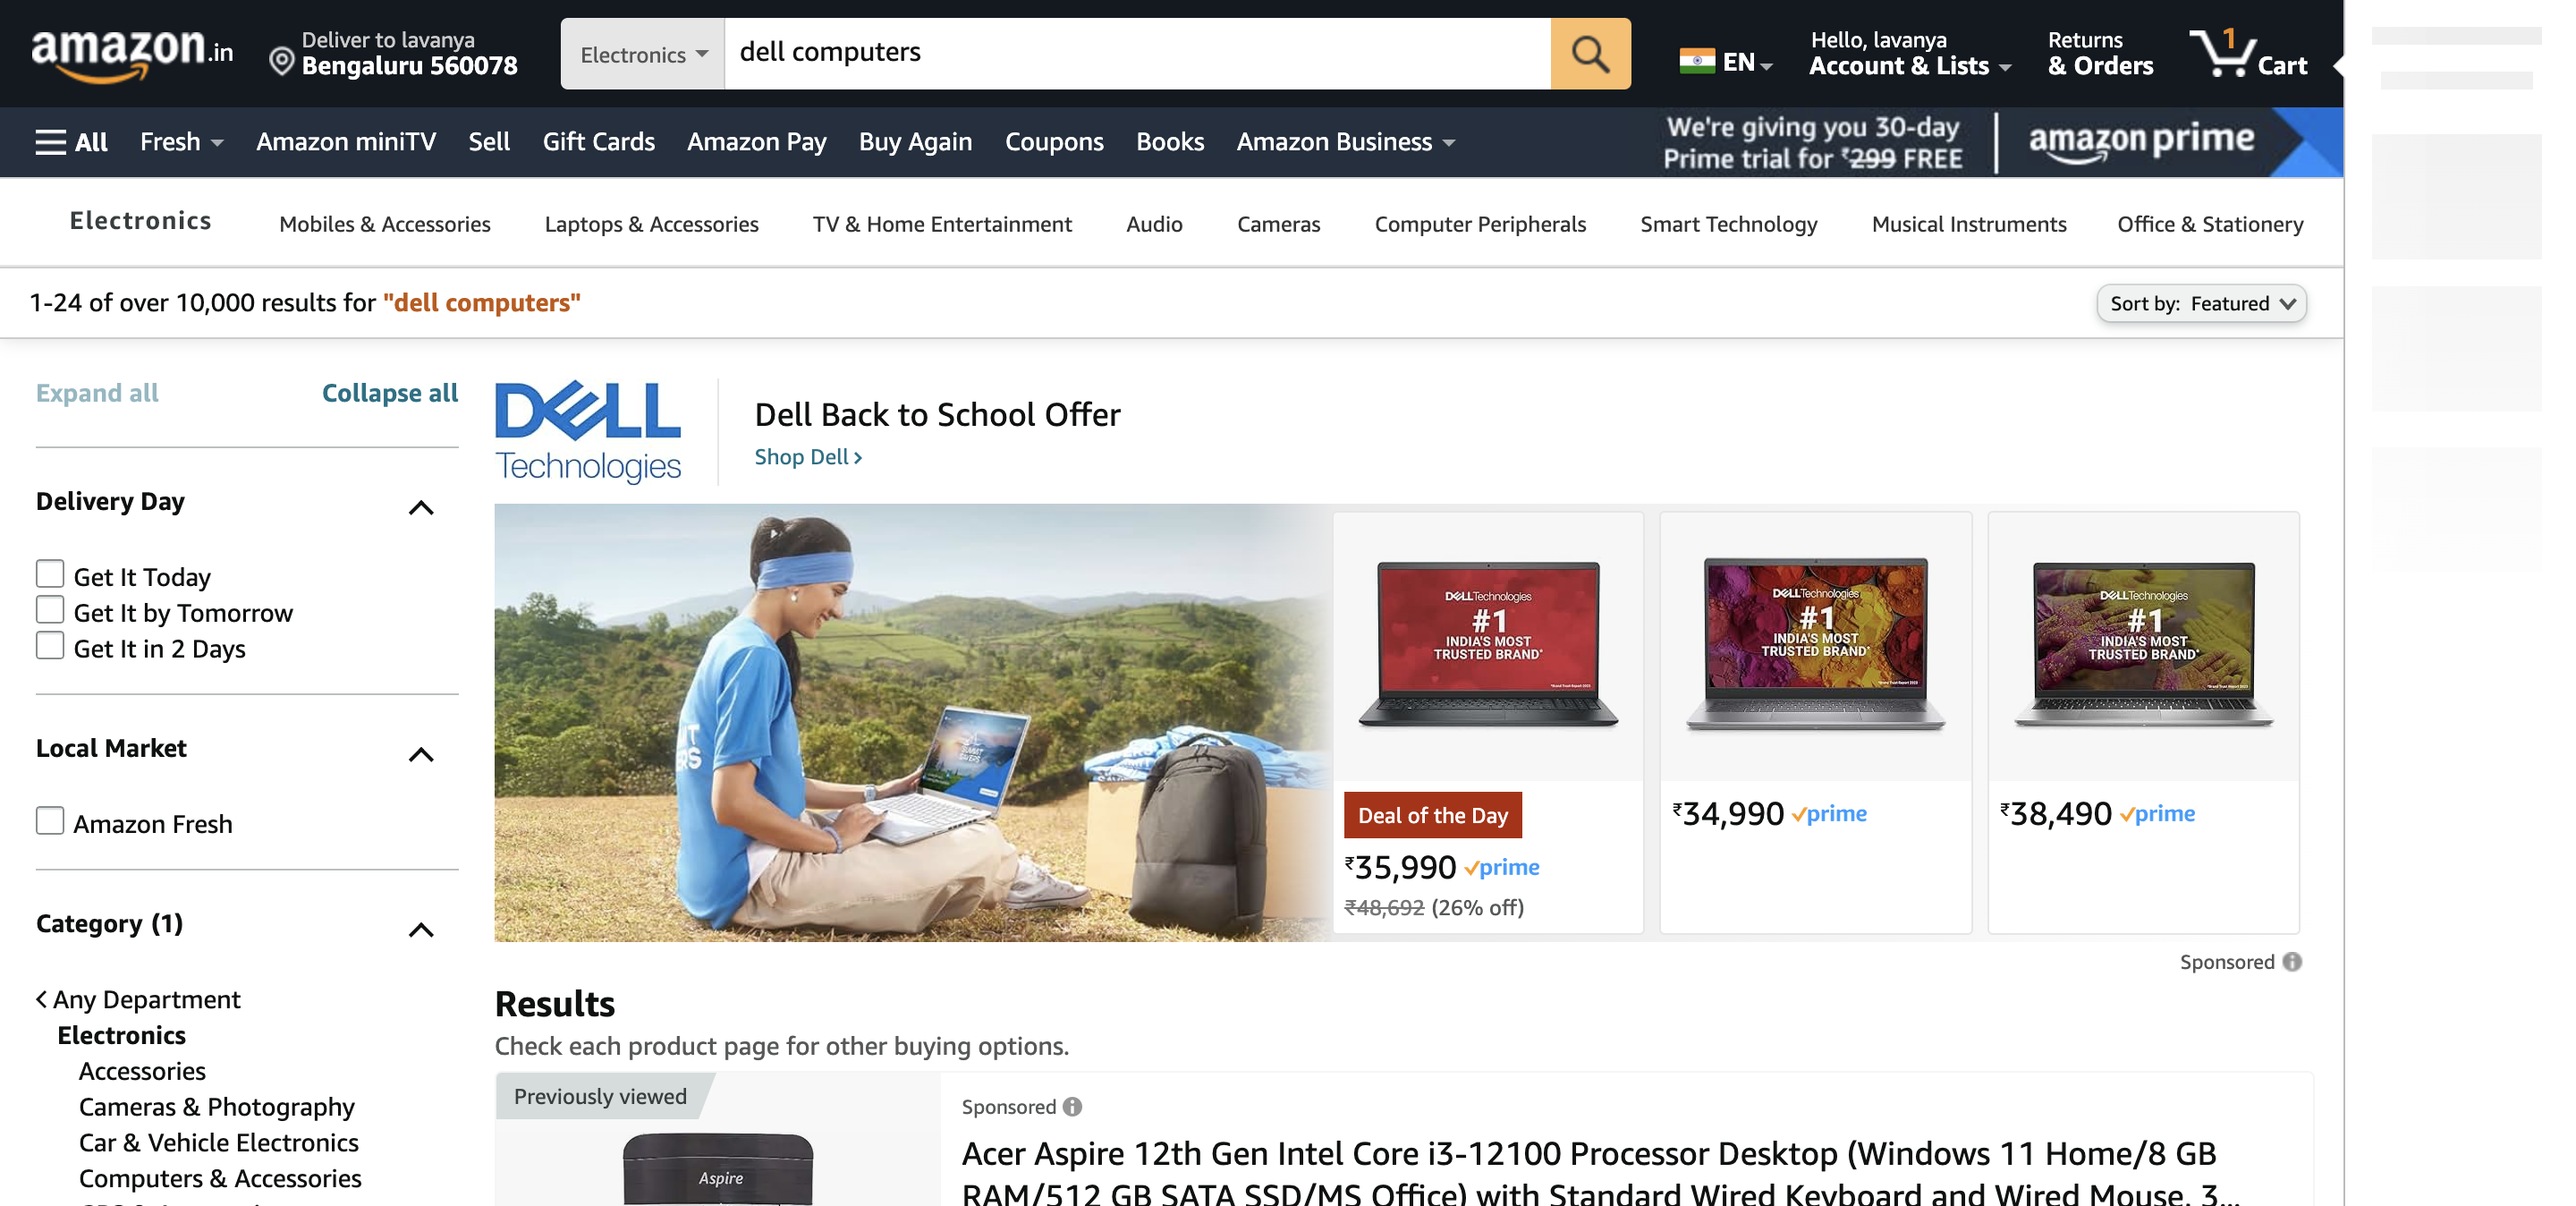 amazon.in
Deliver to lavanya
Bengaluru 560078
Electronics
dell computers
EN
Hello, lavanya
Account & Lists
Returns
& Orders
1
Cart
All
Fresh
Amazon miniTV
Sell
Gift Cards
Amazon Pay
Buy Again
Coupons
Books
Amazon Business
We're giving you 30-day
Prime trial for ₹299 FREE
amazon prime
Electronics
Mobiles & Accessories
Laptops & Accessories
TV & Home Entertainment
Audio
Cameras
Computer Peripherals
Smart Technology
Musical Instruments
Office & Stationery
1-24 of over 10,000 results for "dell computers"
Sort by: Featured
Expand all
Collapse all
Delivery Day
Get It Today
Get It by Tomorrow
Get It in 2 Days
Local Market
Amazon Fresh
Category (1)
< Any Department
Electronics
Accessories
Cameras & Photography
Car & Vehicle Electronics
Computers & Accessories
DELL
Technologies
Dell Back to School Offer
Shop Dell ›
DELLTechnologies
#1
INDIA'S MOST
TRUSTED BRAND*
Deal of the Day
₹35,990 prime
₹48,692 (26% off)
DELLTechnologies
#1
INDIA'S MOST
TRUSTED BRAND*
₹34,990 prime
DELLTechnologies
#1
INDIA'S MOST
TRUSTED BRAND*
₹38,490 prime
Sponsored
Results
Check each product page for other buying options.
Previously viewed
Aspire
Sponsored
Acer Aspire 12th Gen Intel Core i3-12100 Processor Desktop (Windows 11 Home/8 GB
RAM/512 GB SATA SSD/MS Office) with Standard Wired Keyboard and Wired Mouse, 3...